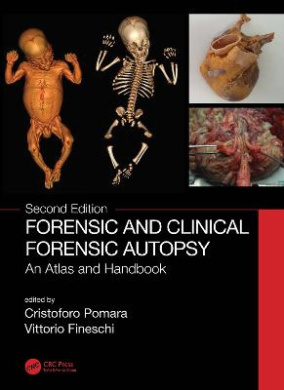 Second Edition
FORENSIC AND CLINICAL
FORENSIC AUTOPSY
An Atlas and Handbook
edited by
Cristoforo Pomara
Vittorio Fineschi
CRC Press